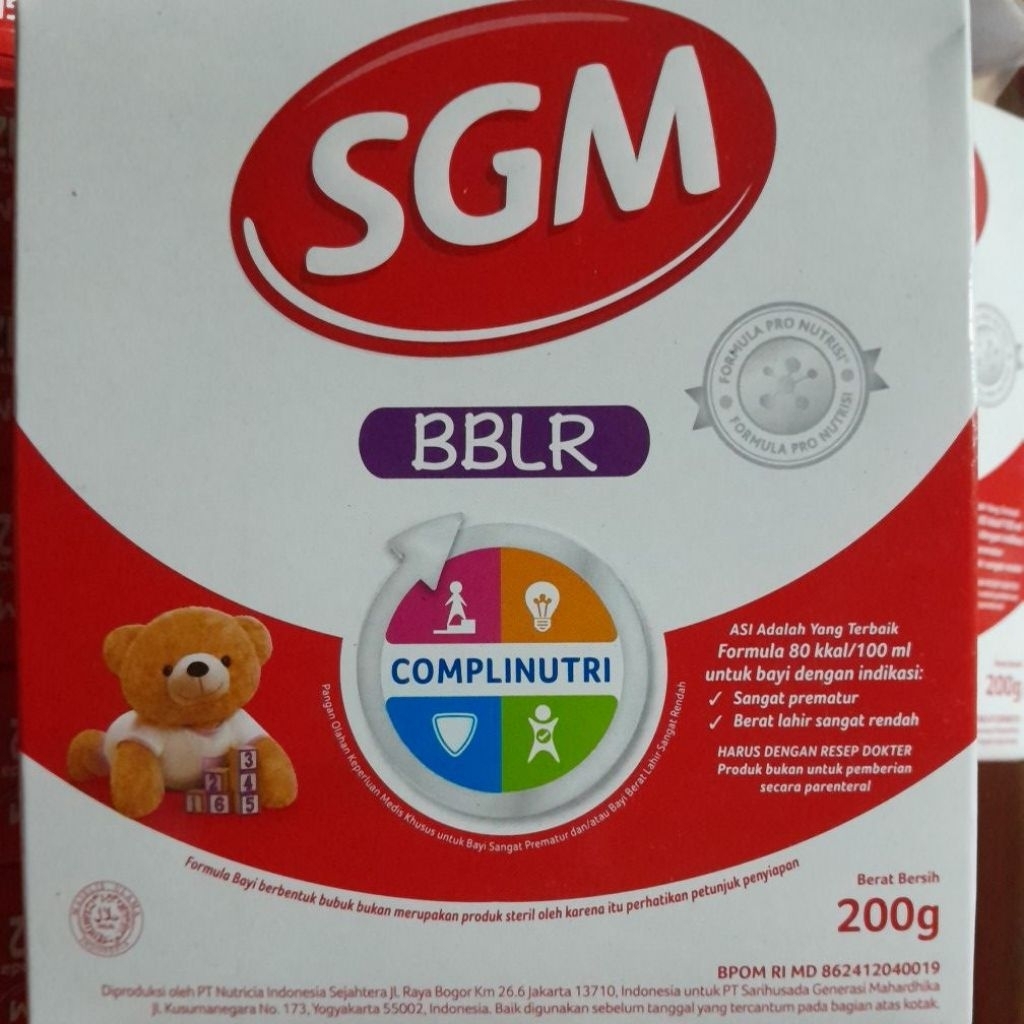 SGM
FORMULA PRO NUTRISI
FORMULA PRO NUTRISI
BBLR
COMPLINUTRI
ASI Adalah Yang Terbaik
Formula 80 kkal/100 ml
untuk bayi dengan indikasi:
✓ Sangat prematur
✓ Berat lahir sangat rendah
HARUS DENGAN RESEP DOKTER
Produk bukan untuk pemberian
secara parenteral
Pangan Olahan Keperluan Medis Khusus untuk Bayi Sangat Prematur dan/atau Bayi Berat Lahir Sangat Rendah
3
2 4
1 6 5
Formula Bayi berbentuk bubuk bukan merupakan produk steril oleh karena itu perhatikan petunjuk penyiapan
Berat Bersih
200g
200g
BPOM RI MD 862412040019
Diproduksi oleh PT Nutricia Indonesia Sejahtera Jl. Raya Bogor Km 26.6 Jakarta 13710, Indonesia untuk PT Sarihusada Generasi Mahardhika
Jl. Kusumanegara No. 173, Yogyakarta 55002, Indonesia. Baik digunakan sebelum tanggal yang tercantum pada bagian atas kotak.